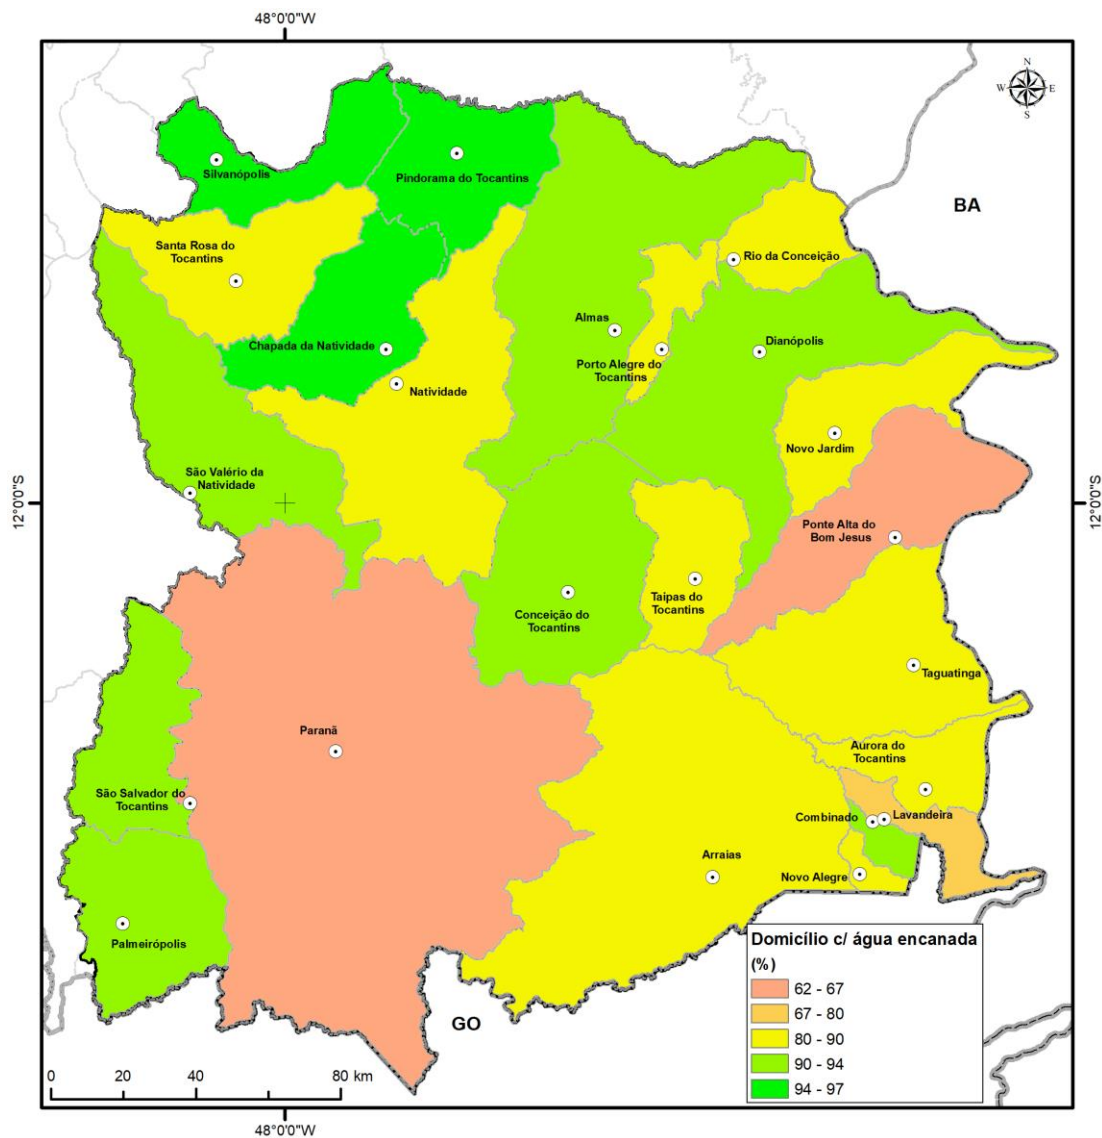 48°0'0"W
N
W
E
S
Silvanópolis
Pindorama do Tocantins
BA
Santa Rosa do
Tocantins
Rio da Conceição
Almas
Chapada da Natividade
Porto Alegre do
Tocantins
Dianópolis
Natividade
Novo Jardim
São Valério da
Natividade
12°0'0"S
12°0'0"S
Ponte Alta do
Bom Jesus
Conceição do
Tocantins
Taipas do
Tocantins
Taguatinga
Paranã
Aurora do
Tocantins
São Salvador do
Tocantins
Combinado
Lavandeira
Arraias
Novo Alegre
Palmeirópolis
GO
Domicílio c/ água encanada
(%)
62 - 67
67 - 80
80 - 90
90 - 94
94 - 97
0 20 40 80 km
48°0'0"W